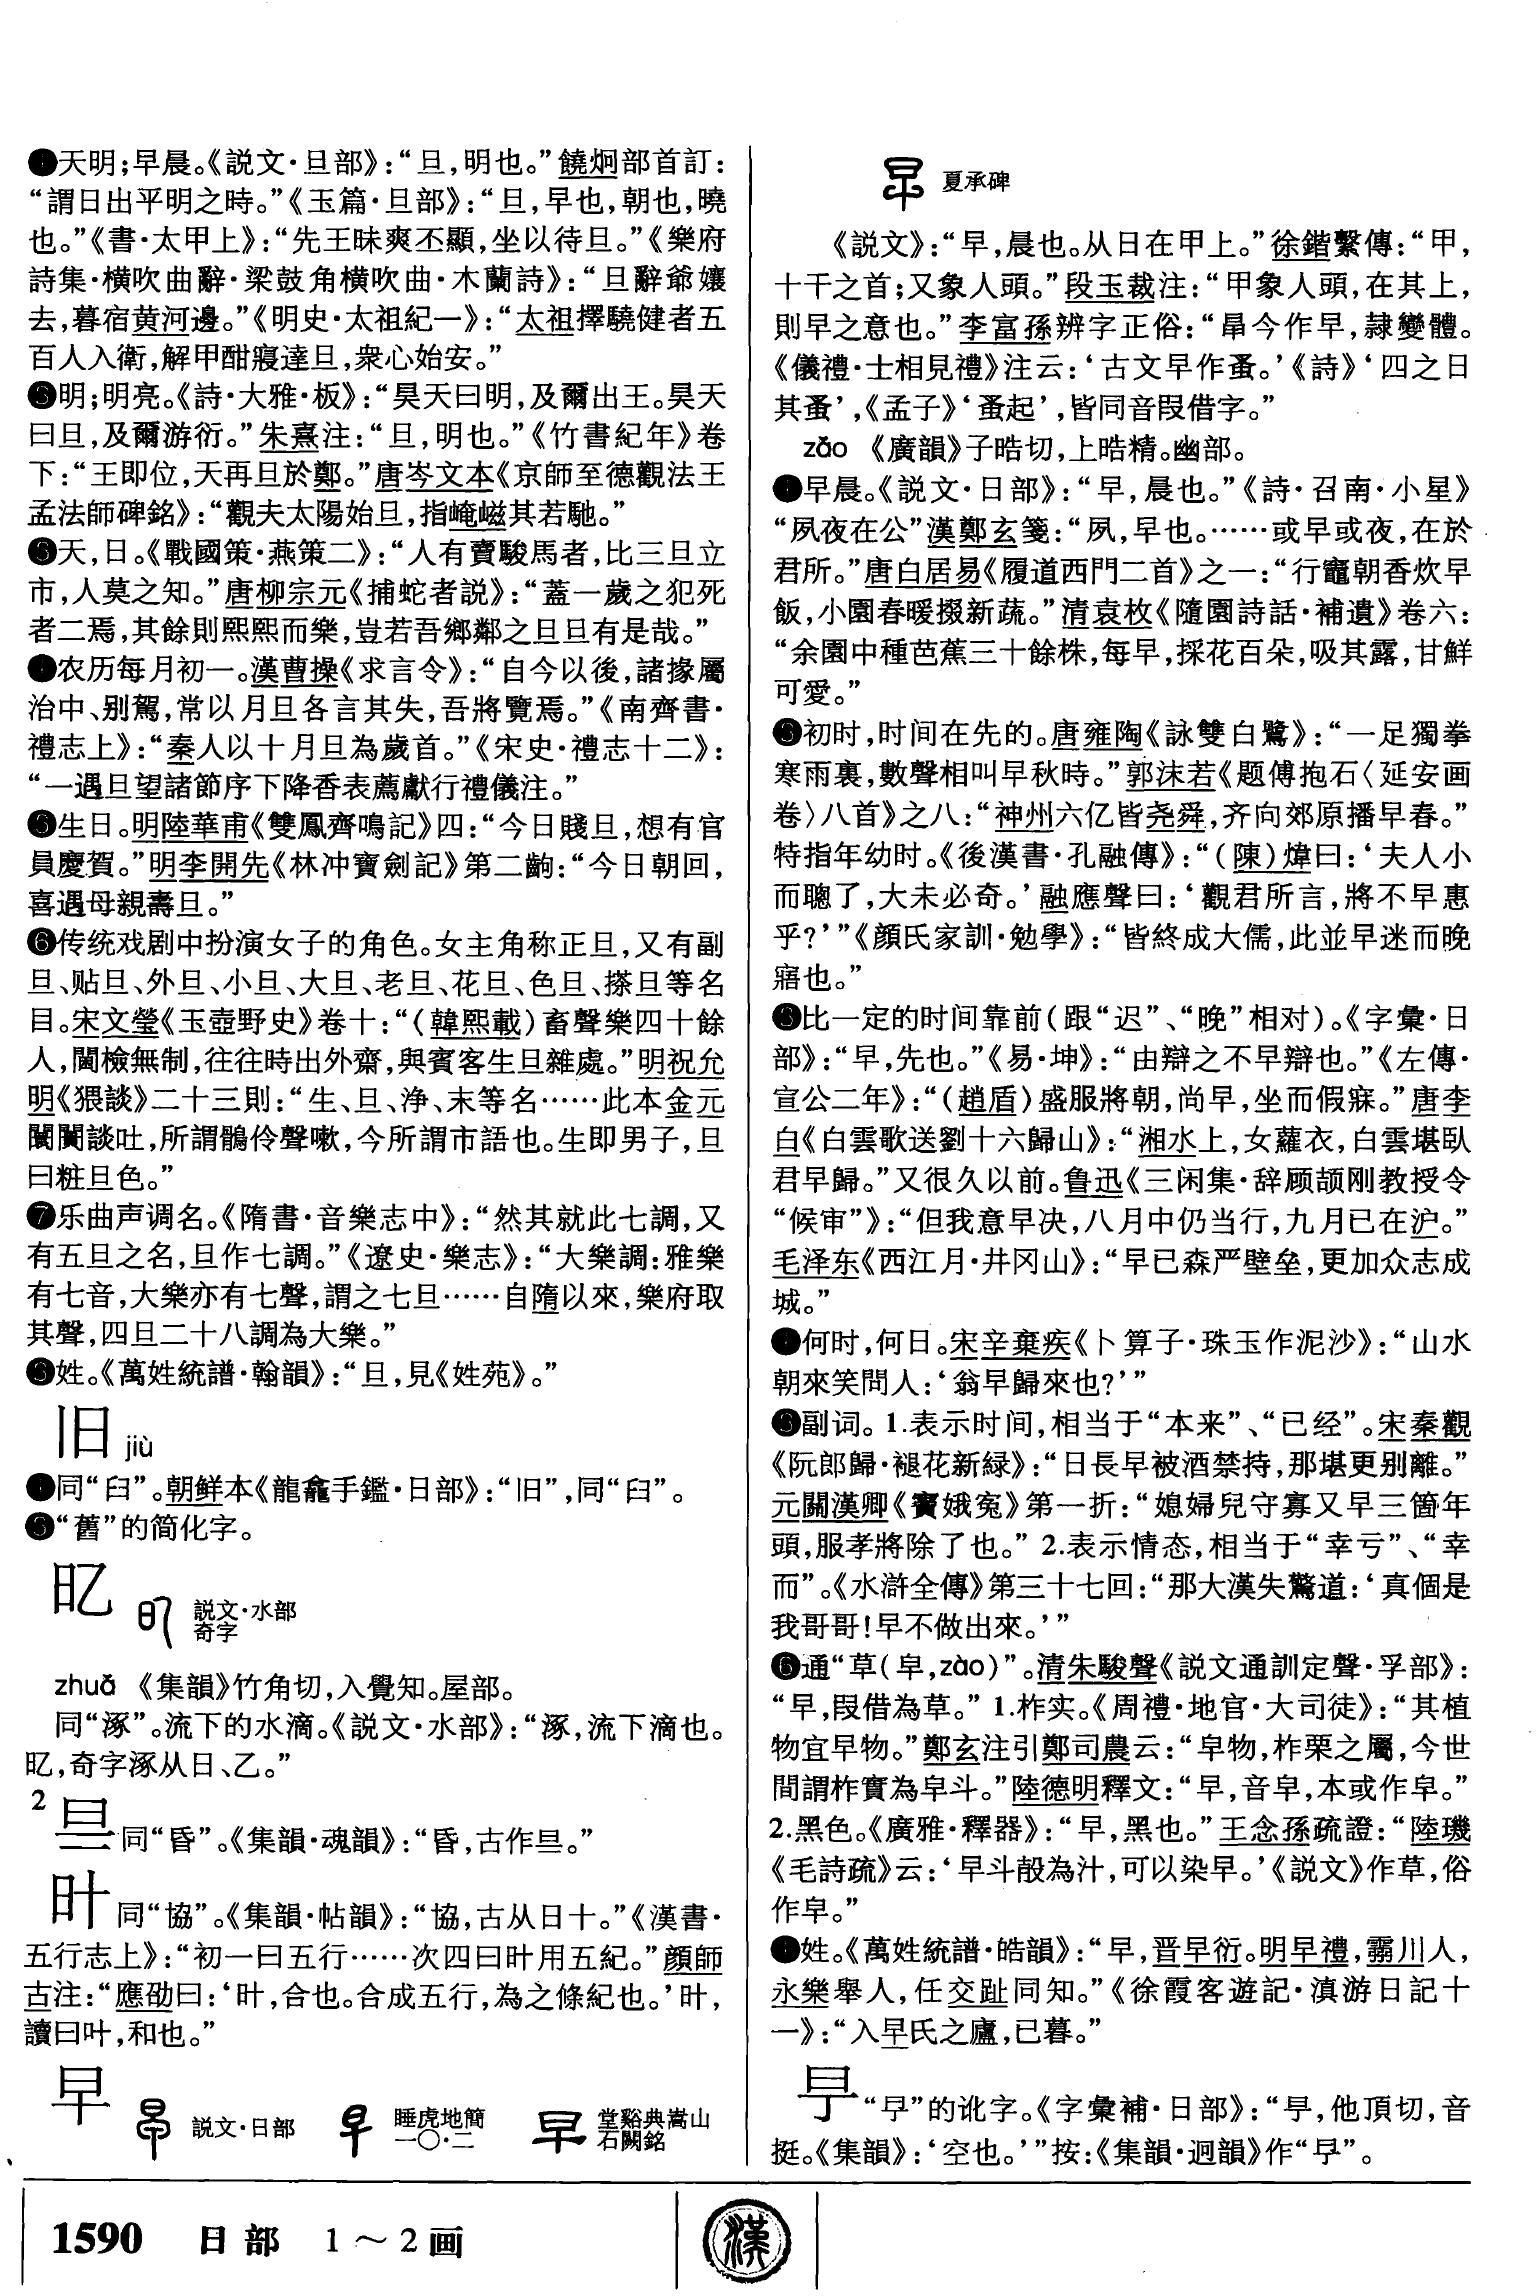 ❶天明；早晨。《説文·旦部》：“旦，明也。”饒炯部首訂：
“謂日出平明之時。”《玉篇·旦部》：“旦，早也，朝也，曉
也。”《書·太甲上》：“先王昧爽丕顯，坐以待旦。”《樂府
詩集·横吹曲辭·梁鼓角横吹曲·木蘭詩》：“旦辭爺孃
去，暮宿黄河邊。”《明史·太祖紀一》：“太祖擇驍健者五
百人入衛，解甲酣寢達旦，衆心始安。”
❷明；明亮。《詩·大雅·板》：“昊天曰明，及爾出王。昊天
曰旦，及爾游衍。”朱熹注：“旦，明也。”《竹書紀年》卷
下：“王即位，天再旦於鄭。”唐岑文本《京師至德觀法王
孟法師碑銘》：“觀夫太陽始旦，指崦嵫其若馳。”
❸天，日。《戰國策·燕策二》：“人有賣駿馬者，比三旦立
市，人莫之知。”唐柳宗元《捕蛇者説》：“蓋一歲之犯死
者二焉，其餘則熙熙而樂，豈若吾鄉鄰之旦旦有是哉。”
❹农历每月初一。漢曹操《求言令》：“自今以後，諸掾屬
治中、别駕，常以月旦各言其失，吾將覽焉。”《南齊書·
禮志上》：“秦人以十月旦為歲首。”《宋史·禮志十二》：
“一遇旦望諸節序下降香表薦獻行禮儀注。”
❺生日。明陸華甫《雙鳳齊鳴記》四：“今日賤旦，想有官
員慶賀。”明李開先《林冲寶劍記》第二齣：“今日朝回，
喜遇母親壽旦。”
❻传统戏剧中扮演女子的角色。女主角称正旦，又有副
旦、贴旦、外旦、小旦、大旦、老旦、花旦、色旦、搽旦等名
目。宋文瑩《玉壺野史》卷十：“（韓熙載）畜聲樂四十餘
人，閫檢無制，往往時出外齋，與賓客生旦雜處。”明祝允
明《猥談》二十三則：“生、旦、浄、末等名……此本金元
闤闠談吐，所謂鶻伶聲嗽，今所謂市語也。生即男子，旦
曰粧旦色。”
❼乐曲声调名。《隋書·音樂志中》：“然其就此七調，又
有五旦之名，旦作七調。”《遼史·樂志》：“大樂調：雅樂
有七音，大樂亦有七聲，謂之七旦……自隋以來，樂府取
其聲，四旦二十八調為大樂。”
❽姓。《萬姓統譜·翰韻》：“旦，見《姓苑》。”
旧 jiù
❶同“臼”。朝鲜本《龍龕手鑑·日部》：“旧”，同“臼”。
❷“舊”的简化字。
㫐 説文·水部
奇字
zhuǎ 《集韻》竹角切，入覺知。屋部。
同“涿”。流下的水滴。《説文·水部》：“涿，流下滴也。
㫐，奇字涿从日、乙。”
2
同“昏”。《集韻·魂韻》：“昏，古作。”
旪 同“協”。《集韻·帖韻》：“協，古从日十。”《漢書·
五行志上》：“初一曰五行……次四曰旪用五紀。”顔師
古注：“應劭曰：‘旪，合也。合成五行，為之條紀也。’旪，
讀曰叶，和也。”
早 説文·日部 睡虎地簡 一〇·二 堂谿典嵩山 石闕銘
夏承碑
《説文》：“早，晨也。从日在甲上。”徐鍇繫傳：“甲，
十干之首；又象人頭。”段玉裁注：“甲象人頭，在其上，
則早之意也。”李富孫辨字正俗：“𣅟今作早，隸變體。
《儀禮·士相見禮》注云：‘古文早作蚤。’《詩》‘四之日
其蚤’，《孟子》‘蚤起’，皆同音叚借字。”
zǎo 《廣韻》子晧切，上晧精。幽部。
❶早晨。《説文·日部》：“早，晨也。”《詩·召南·小星》
“夙夜在公”漢鄭玄箋：“夙，早也。……或早或夜，在於
君所。”唐白居易《履道西門二首》之一：“行竈朝香炊早
飯，小園春暖掇新蔬。”清袁枚《隨園詩話·補遺》卷六：
“余園中種芭蕉三十餘株，每早，採花百朵，吸其露，甘鮮
可愛。”
❷初时，时间在先的。唐雍陶《詠雙白鷺》：“一足獨拳
寒雨裏，數聲相叫早秋時。”郭沫若《题傅抱石〈延安画
卷〉八首》之八：“神州六亿皆尧舜，齐向郊原播早春。”
特指年幼时。《後漢書·孔融傳》：“（陳）煒曰：‘夫人小
而聰了，大未必奇。’融應聲曰：‘觀君所言，將不早惠
乎？’”《顔氏家訓·勉學》：“皆終成大儒，此並早迷而晚
寤也。”
❸比一定的时间靠前（跟“迟”、“晚”相对）。《字彙·日
部》：“早，先也。”《易·坤》：“由辯之不早辯也。”《左傳·
宣公二年》：“（趙盾）盛服將朝，尚早，坐而假寐。”唐李
白《白雲歌送劉十六歸山》：“湘水上，女蘿衣，白雲堪臥
君早歸。”又很久以前。鲁迅《三闲集·辞顾颉刚教授令
“候审”》：“但我意早决，八月中仍当行，九月已在沪。”
毛泽东《西江月·井冈山》：“早已森严壁垒，更加众志成
城。”
❹何时，何日。宋辛棄疾《卜算子·珠玉作泥沙》：“山水
朝來笑問人：‘翁早歸來也？’”
❺副词。1.表示时间，相当于“本来”、“已经”。宋秦觀
《阮郎歸·褪花新緑》：“日長早被酒禁持，那堪更别離。”
元關漢卿《竇娥寃》第一折：“媳婦兒守寡又早三箇年
頭，服孝將除了也。”2.表示情态，相当于“幸亏”、“幸
而”。《水滸全傳》第三十七回：“那大漢失驚道：‘真個是
我哥哥！早不做出來。’”
❻通“草（皁，zào）”。清朱駿聲《説文通訓定聲·孚部》：
“早，叚借為草。”1.柞实。《周禮·地官·大司徒》：“其植
物宜早物。”鄭玄注引鄭司農云：“皁物，柞栗之屬，今世
間謂柞實為皁斗。”陸德明釋文：“早，音皁，本或作皁。”
2.黑色。《廣雅·釋器》：“早，黑也。”王念孫疏證：“陸璣
《毛詩疏》云：‘早斗殻為汁，可以染早。’《説文》作草，俗
作皁。”
❼姓。《萬姓統譜·皓韻》：“早，晋早衍。明早禮，霑川人，
永樂舉人，任交趾同知。”《徐霞客遊記·滇游日記十
一》：“入早氏之廬，已暮。”
“㫔”的讹字。《字彙補·日部》：“，他頂切，音
挺。《集韻》：‘空也。’”按：《集韻·迥韻》作“㫔”。
1590 日部 1～2画
漢